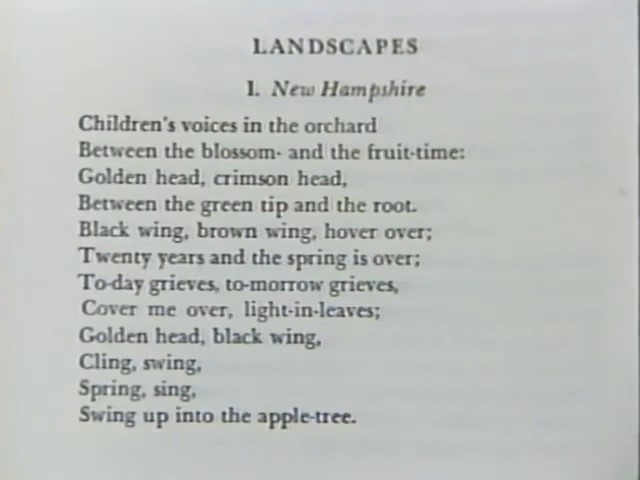 LANDSCAPES
I. New Hampshire
Children's voices in the orchard
Between the blossom- and the fruit-time:
Golden head, crimson head,
Between the green tip and the root.
Black wing, brown wing, hover over;
Twenty years and the spring is over;
To-day grieves, to-morrow grieves,
Cover me over, light-in-leaves;
Golden head, black wing,
Cling, swing,
Spring, sing,
Swing up into the apple-tree.